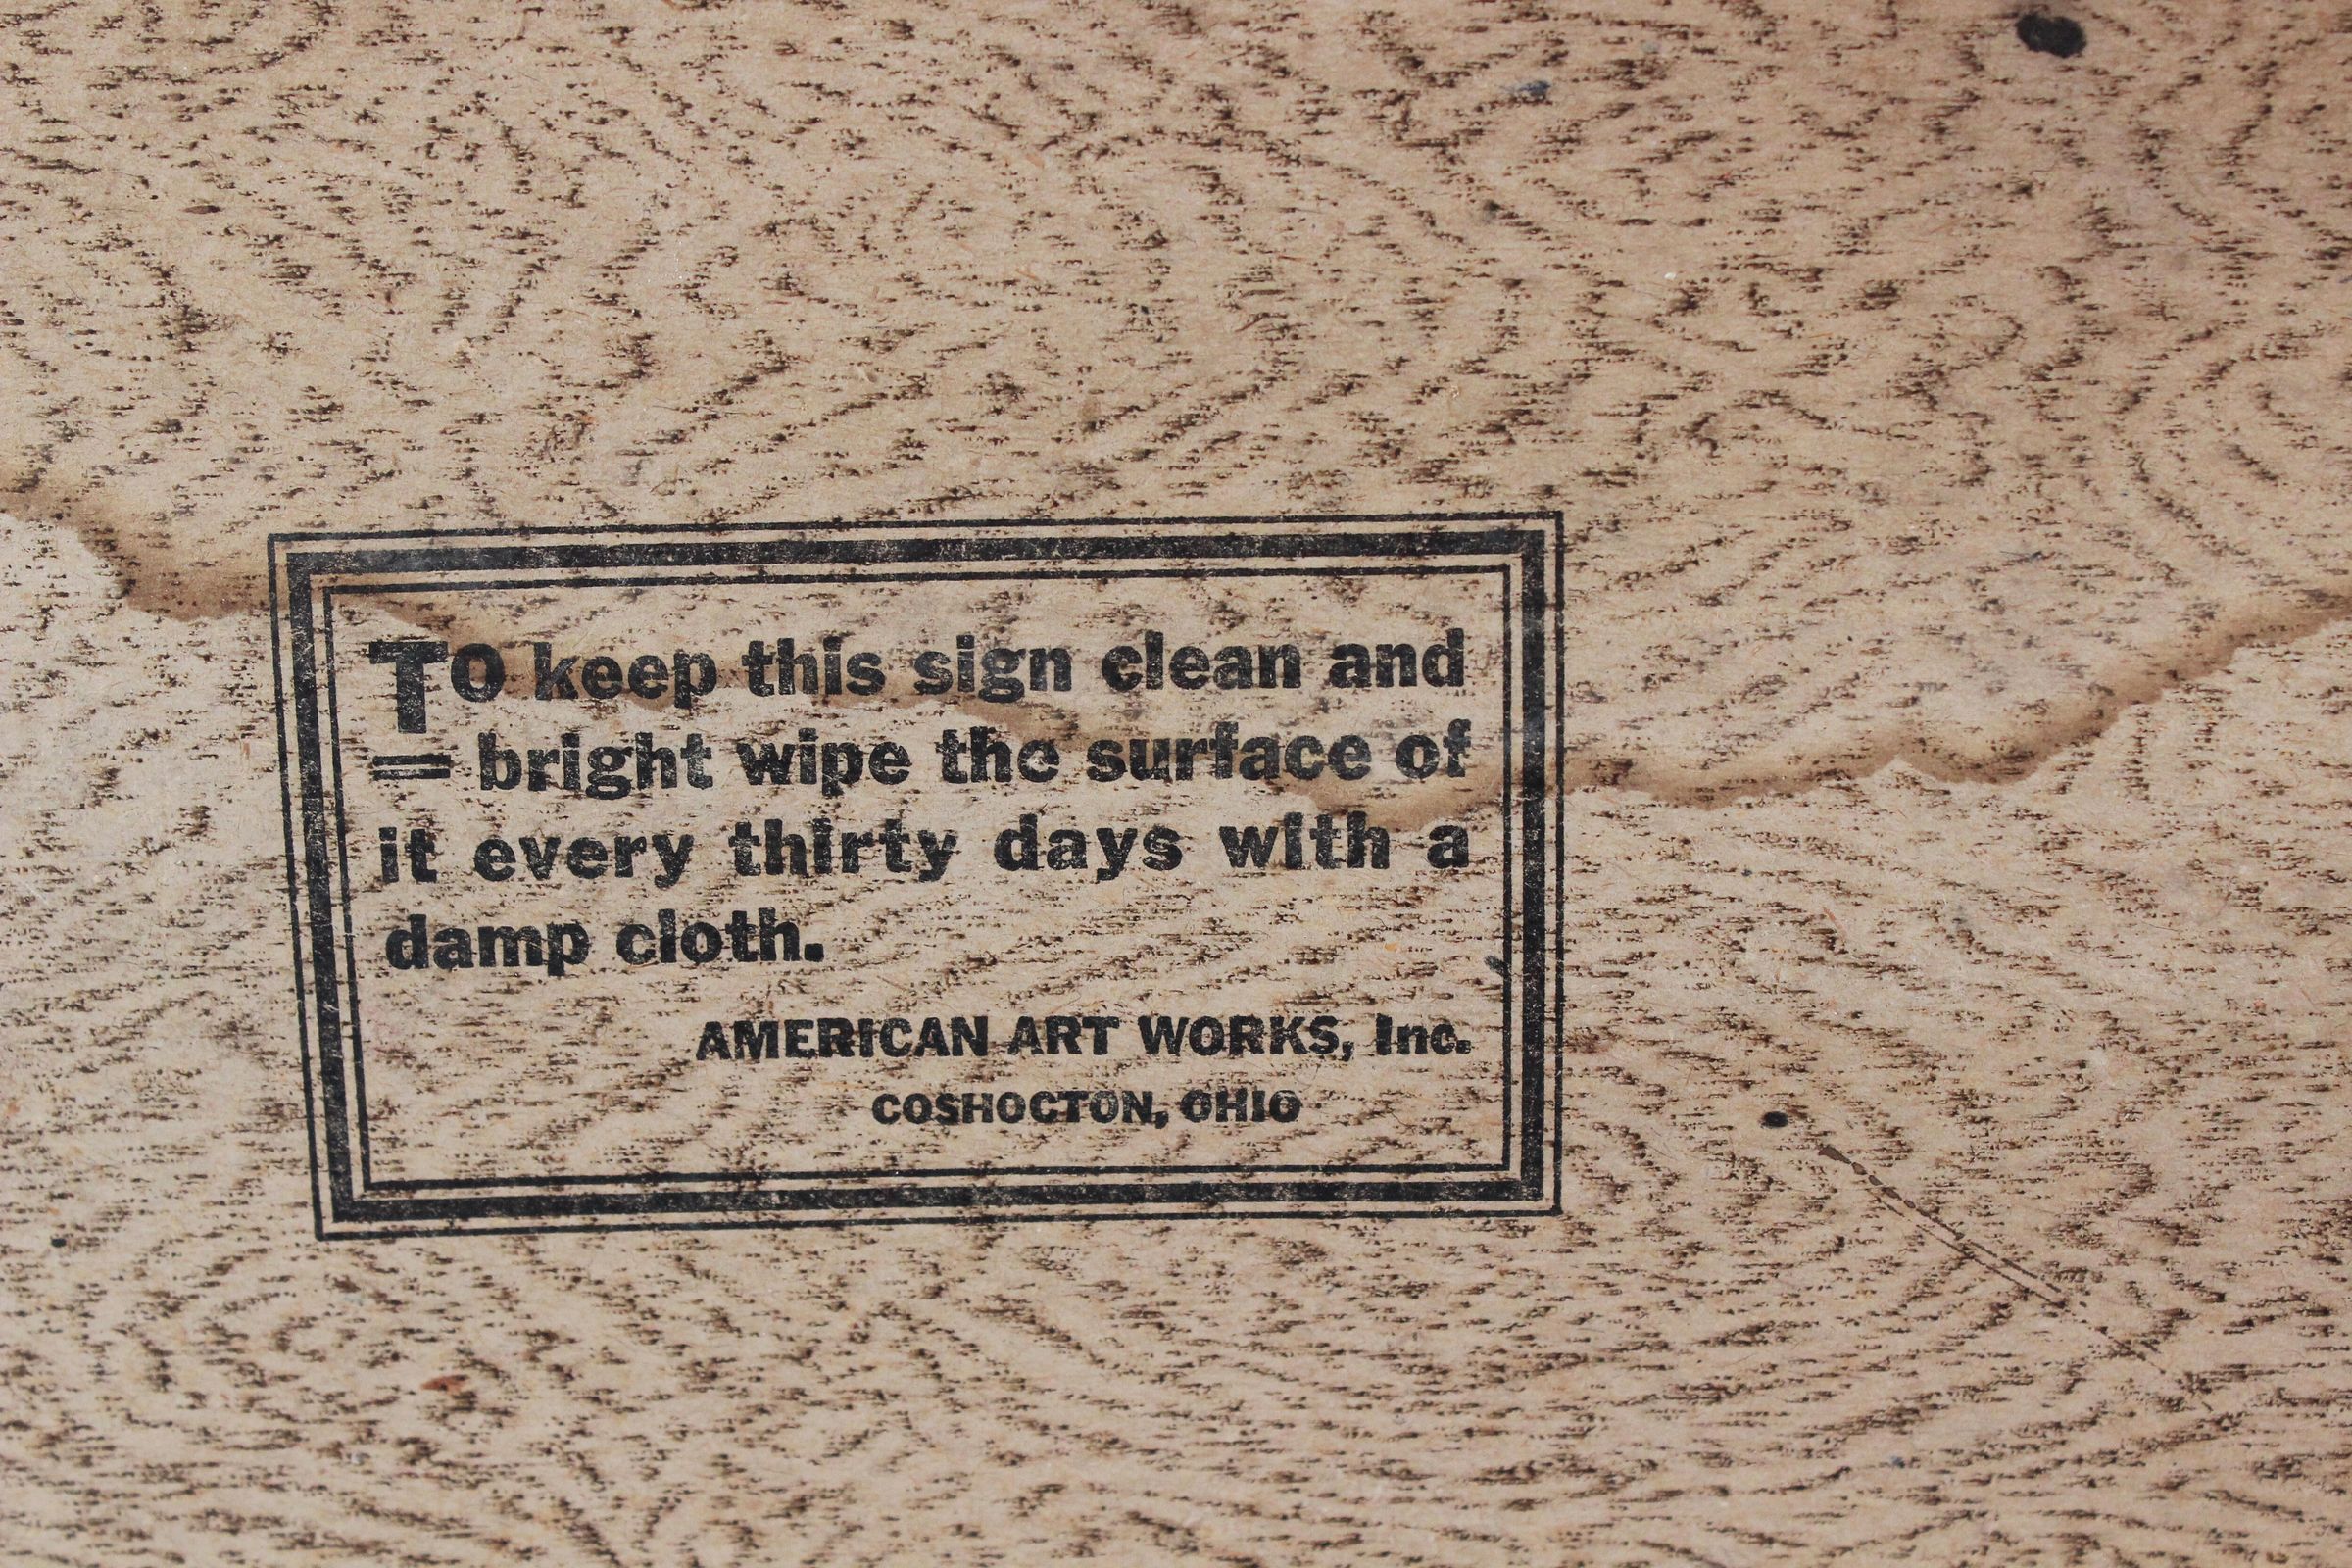 To keep this sign clean and
= bright wipe the surface of
it every thirty days with a
damp cloth.
AMERICAN ART WORKS, Inc.
COSHOCTON, OHIO